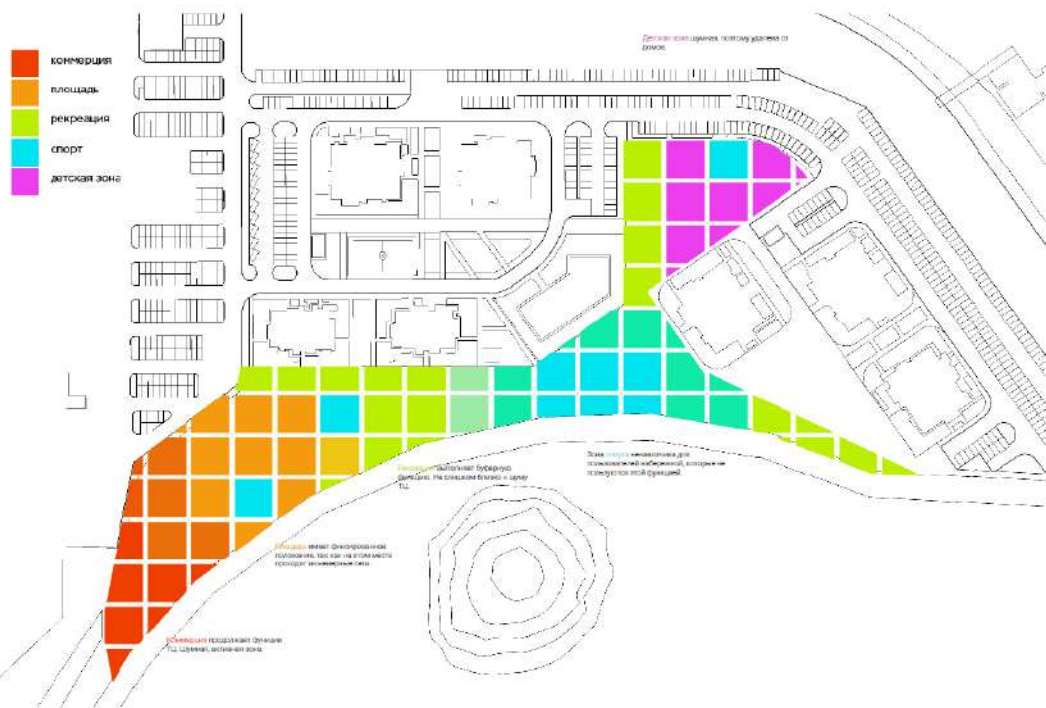 коммерция
площадь
рекреация
спорт
детская зона
Детская зона шумная, поэтому удалена от
домов.
Рекреация выполняет буферную
функцию. Не слишком близко к шуму
ТЦ.
Зона спорта ненавязчива для
пользователей набережной, которые не
пользуются этой функцией.
Площадь имеет фиксированное
положение, так как на этом месте
проходят инженерные сети.
Коммерция продолжает функции
ТЦ. Шумная, активная зона.